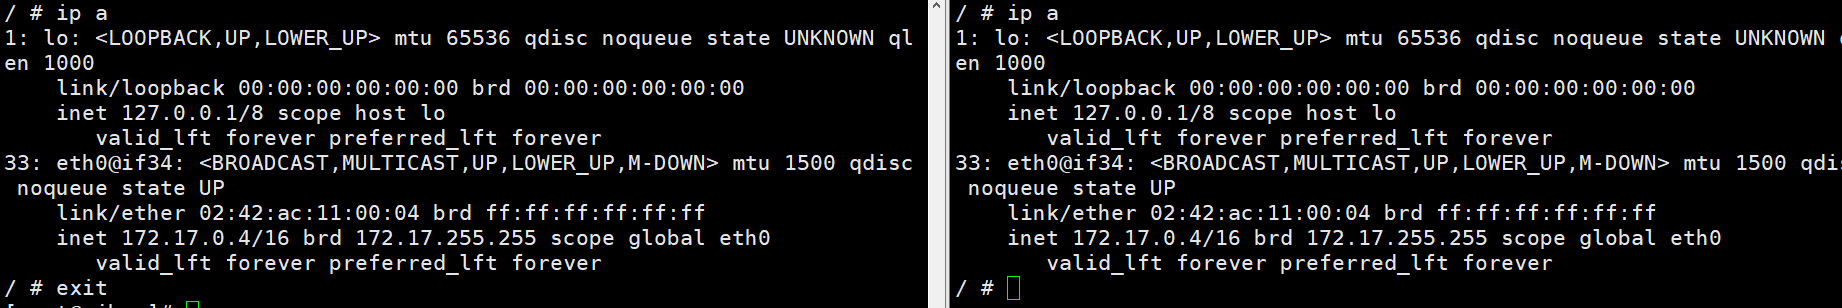 / # ip a
1: lo: <LOOPBACK,UP,LOWER_UP> mtu 65536 qdisc noqueue state UNKNOWN ql
en 1000
    link/loopback 00:00:00:00:00:00 brd 00:00:00:00:00:00
    inet 127.0.0.1/8 scope host lo
       valid_lft forever preferred_lft forever
33: eth0@if34: <BROADCAST,MULTICAST,UP,LOWER_UP,M-DOWN> mtu 1500 qdisc
 noqueue state UP
    link/ether 02:42:ac:11:00:04 brd ff:ff:ff:ff:ff:ff
    inet 172.17.0.4/16 brd 172.17.255.255 scope global eth0
       valid_lft forever preferred_lft forever
/ # exit
/ # ip a
1: lo: <LOOPBACK,UP,LOWER_UP> mtu 65536 qdisc noqueue state UNKNOWN
en 1000
    link/loopback 00:00:00:00:00:00 brd 00:00:00:00:00:00
    inet 127.0.0.1/8 scope host lo
       valid_lft forever preferred_lft forever
33: eth0@if34: <BROADCAST,MULTICAST,UP,LOWER_UP,M-DOWN> mtu 1500 qdis
 noqueue state UP
    link/ether 02:42:ac:11:00:04 brd ff:ff:ff:ff:ff:ff
    inet 172.17.0.4/16 brd 172.17.255.255 scope global eth0
       valid_lft forever preferred_lft forever
/ #